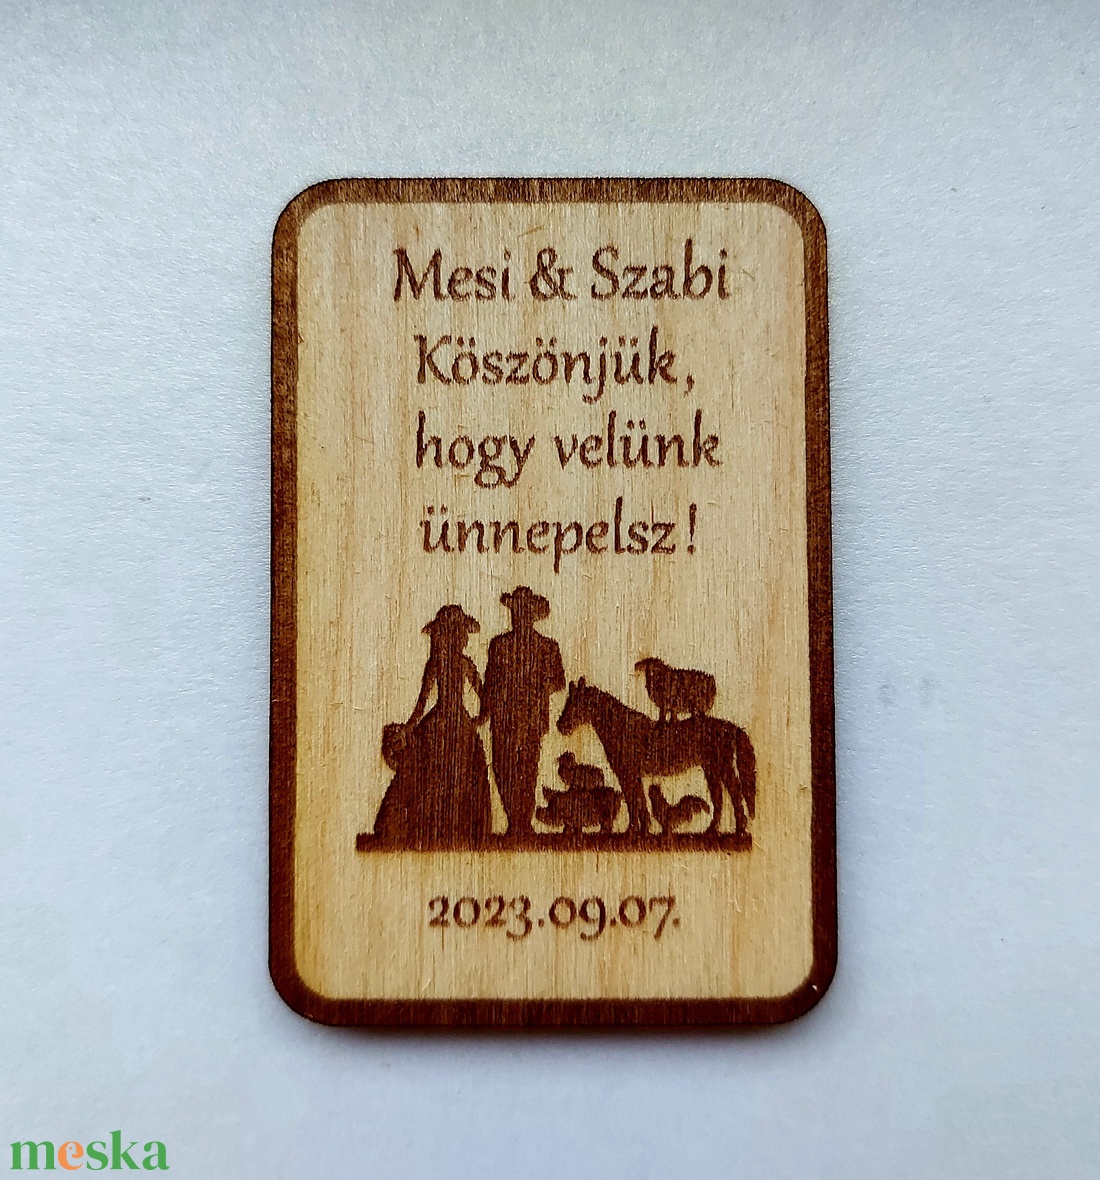 Mesi & Szabi
Köszönjük,
hogy velünk
ünnepelsz!
2023.09.07.
meska